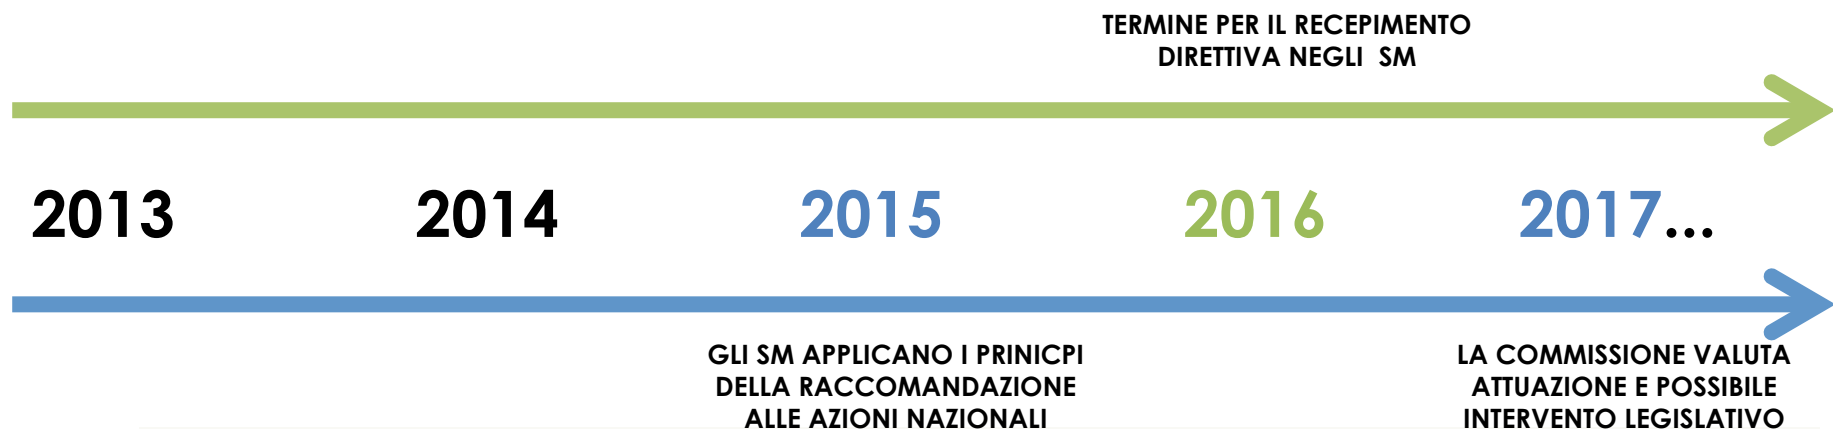 TERMINE PER IL RECEPIMENTO
DIRETTIVA NEGLI SM
2013 2014 2015 2016 2017...
GLI SM APPLICANO I PRINICPI
DELLA RACCOMANDAZIONE
ALLE AZIONI NAZIONALI
LA COMMISSIONE VALUTA
ATTUAZIONE E POSSIBILE
INTERVENTO LEGISLATIVO